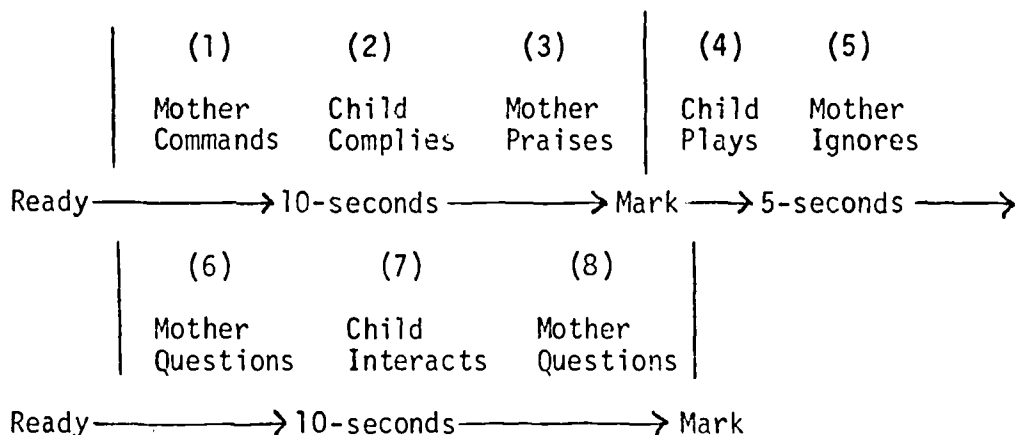 (1) (2) (3) (4) (5)
Mother Child Mother Child Mother
Commands Complies Praises Plays Ignores
Ready 10-seconds Mark 5-seconds
(6) (7) (8)
Mother Child Mother
Questions Interacts Questions
Ready 10-seconds Mark